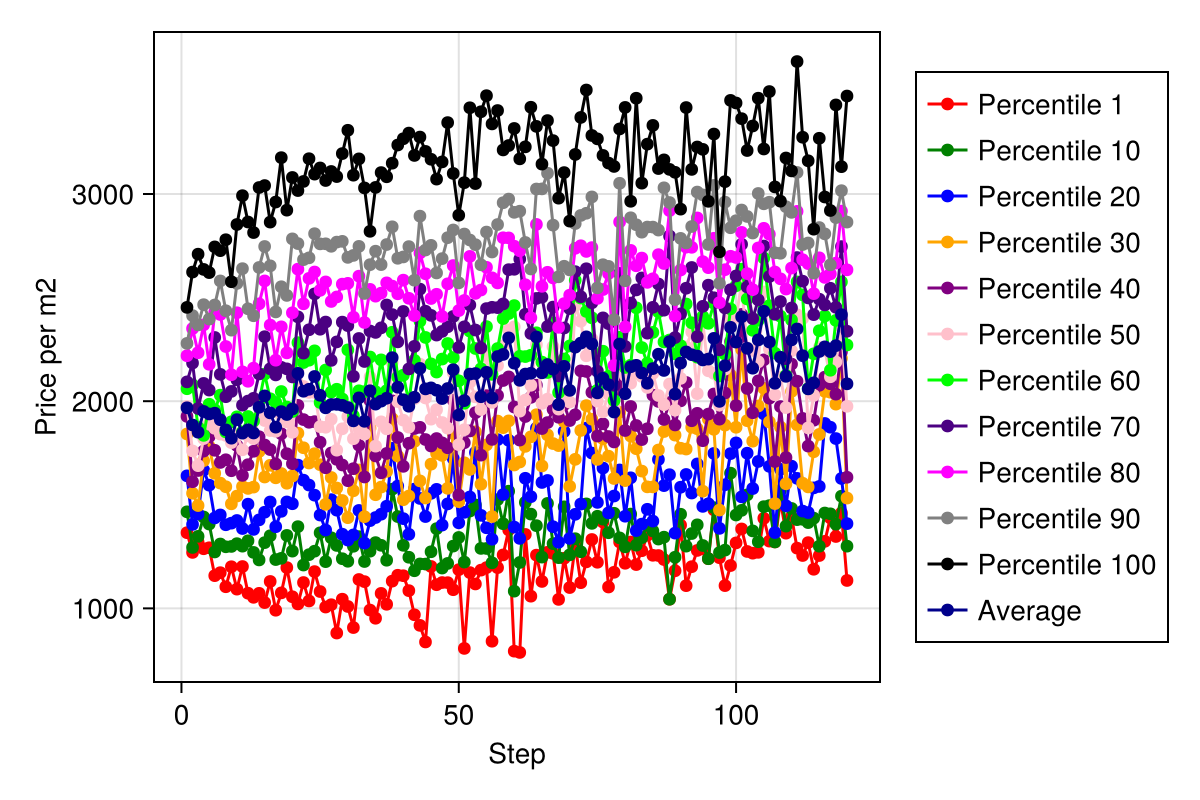 Price per m2
3000
2000
1000
0
50
100
Step
Percentile 1
Percentile 10
Percentile 20
Percentile 30
Percentile 40
Percentile 50
Percentile 60
Percentile 70
Percentile 80
Percentile 90
Percentile 100
Average